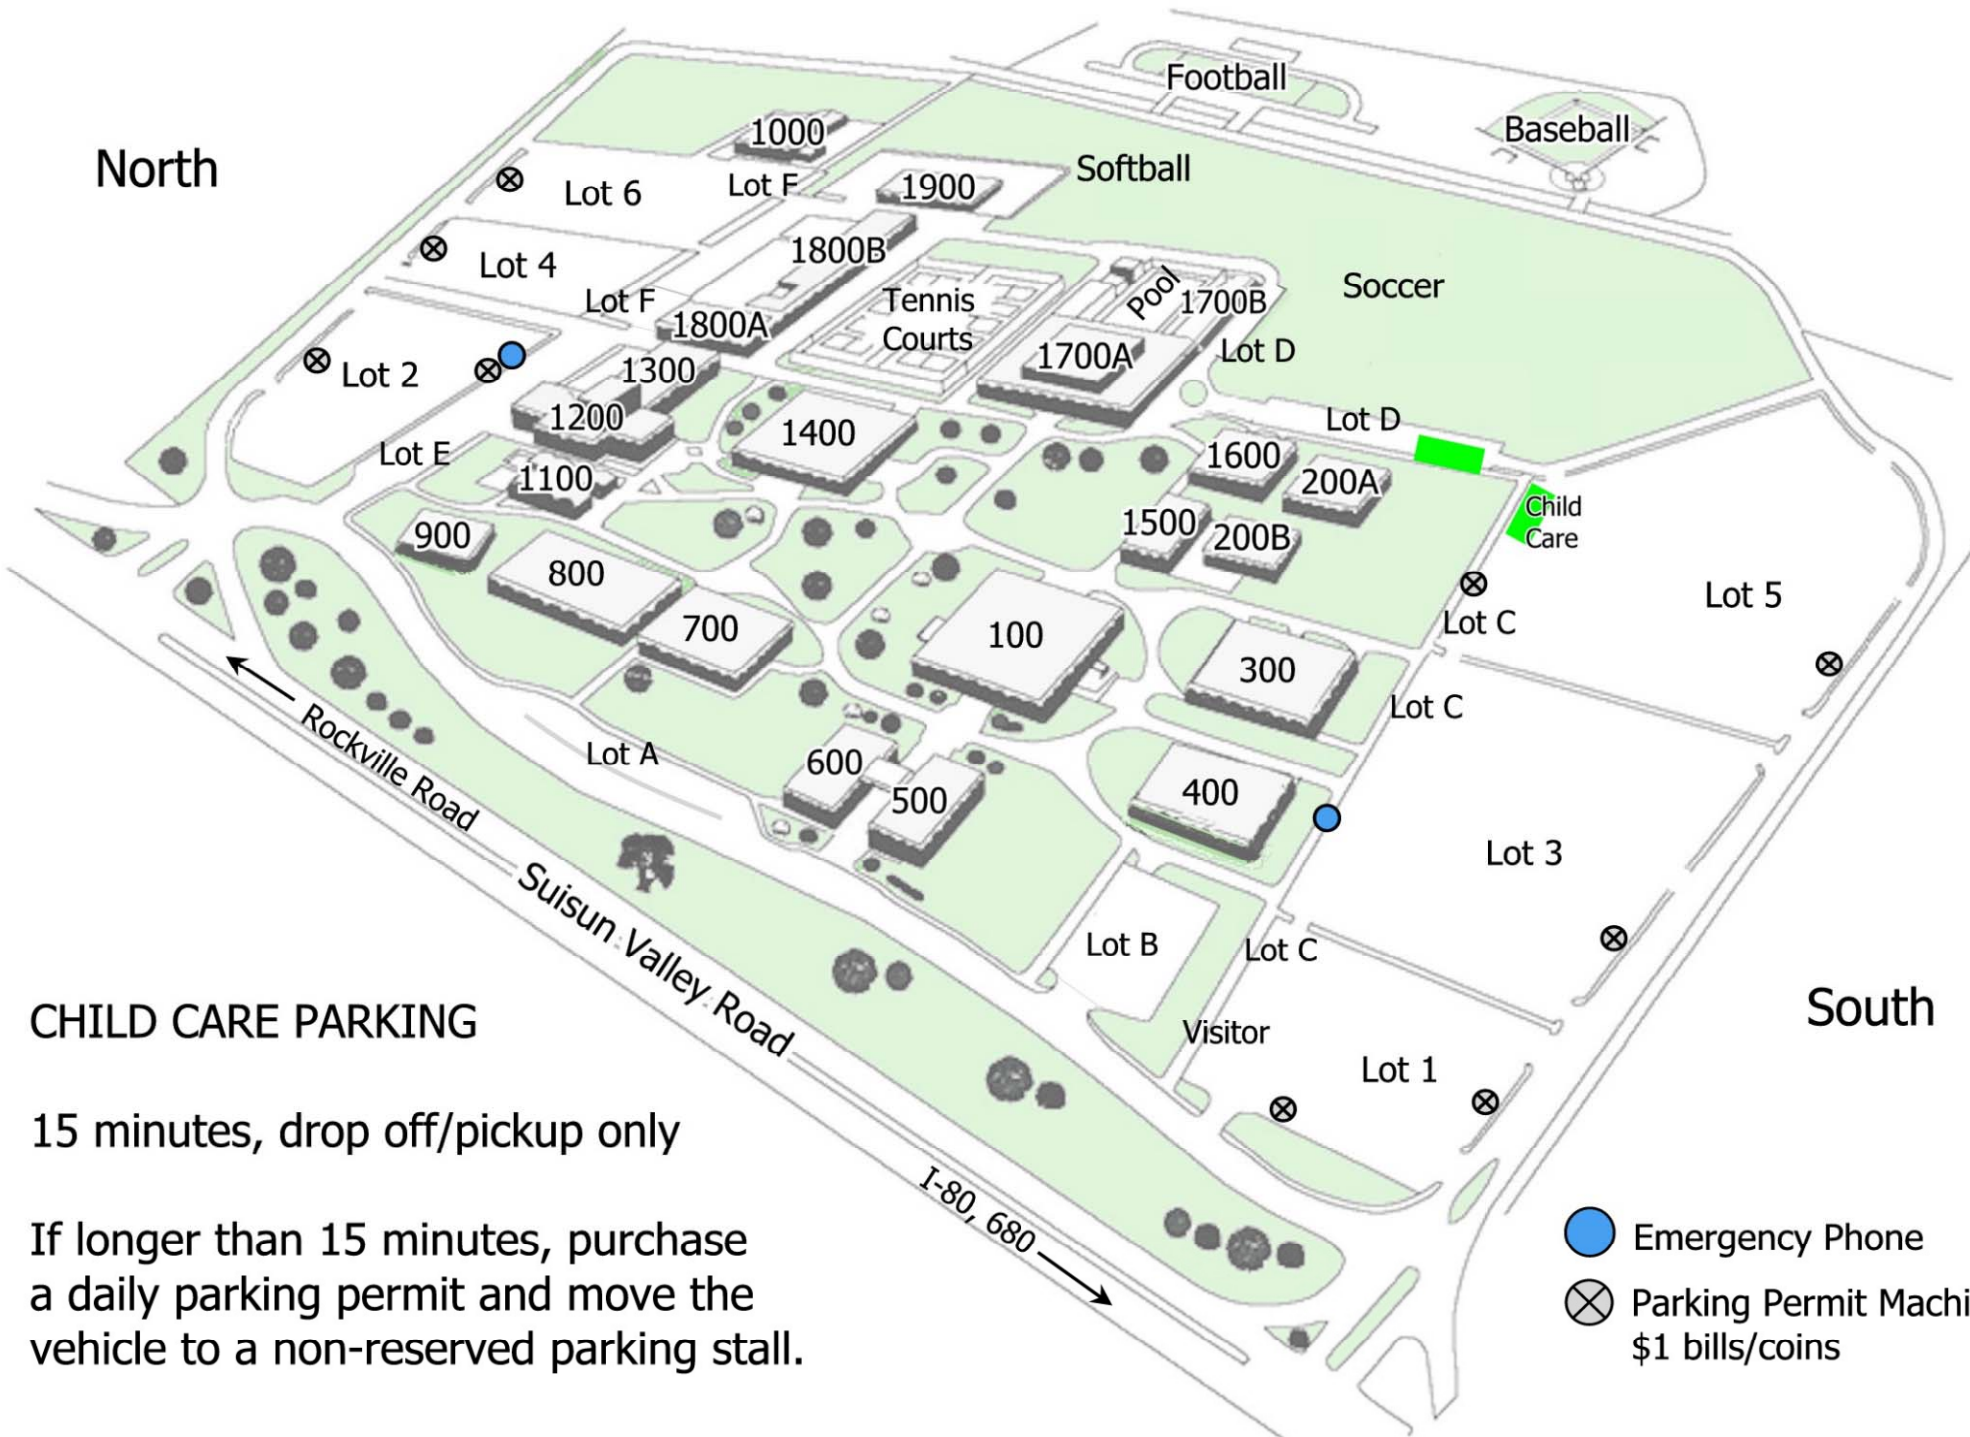 Football
Baseball
North
1000
Softball
Lot 6
Lot F
1900
1800B
Lot 4
Soccer
Pool
1700B
Lot F
Tennis
Courts
1800A
1700A
Lot D
Lot 2
1300
1200
1400
Lot D
Lot E
1100
1600
200A
Child
Care
900
1500
200B
800
700
100
Lot 5
Lot C
300
Lot C
Rockville Road
Lot A
600
500
400
Lot 3
Suisun Valley Road
Lot B
Lot C
Visitor
South
Lot 1
I-80, 680
CHILD CARE PARKING
15 minutes, drop off/pickup only
If longer than 15 minutes, purchase
a daily parking permit and move the
vehicle to a non-reserved parking stall.
Emergency Phone
Parking Permit Machi
$1 bills/coins